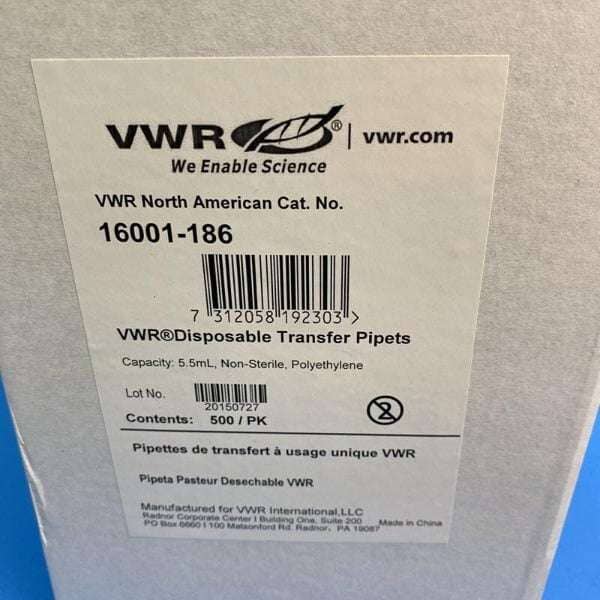 VWR® | vwr.com
We Enable Science
VWR North American Cat. No.
16001-186
7 312058 192303 >
VWR®Disposable Transfer Pipets
Capacity: 5.5mL, Non-Sterile, Polyethylene
Lot No.
20150727
Contents: 500 / PK
2
Pipettes de transfert à usage unique VWR
Pipeta Pasteur Desechable VWR
Manufactured for VWR International,LLC
Radnor Corporate Center I Building One, Suite 200
PO Box 6660 I 100 Matsonford Rd. Radnor, PA 19087
Made in China